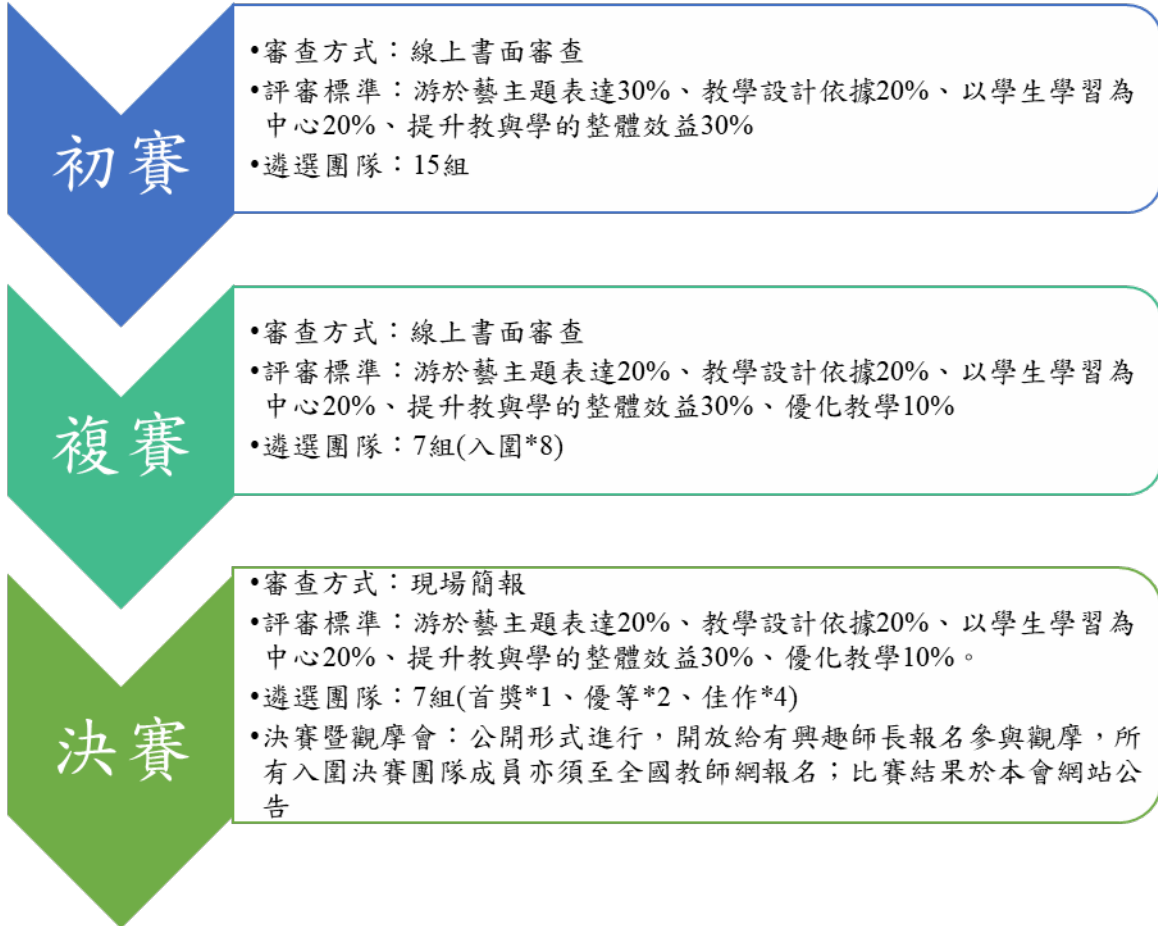 初賽
•審查方式：線上書面審查
•評審標準：游於藝主題表達30%、教學設計依據20%、以學生學習為
中心20%、提升教與學的整體效益30%
•遴選團隊：15組
複賽
•審查方式：線上書面審查
•評審標準：游於藝主題表達20%、教學設計依據20%、以學生學習為
中心20%、提升教與學的整體效益30%、優化教學10%
•遴選團隊：7組(入圍*8)
決賽
•審查方式：現場簡報
•評審標準：游於藝主題表達20%、教學設計依據20%、以學生學習為
中心20%、提升教與學的整體效益30%、優化教學10%。
•遴選團隊：7組(首獎*1、優等*2、佳作*4)
•決賽暨觀摩會：公開形式進行，開放給有興趣師長報名參與觀摩，所
有入圍決賽團隊成員亦須至全國教師網報名；比賽結果於本會網站公
告